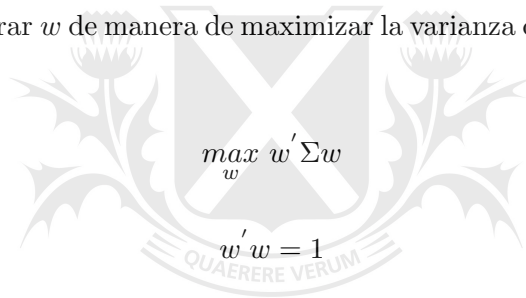 rar w de manera de maximizar la varianza
max w' Σw
w
w' w = 1
QUAERERE VERUM